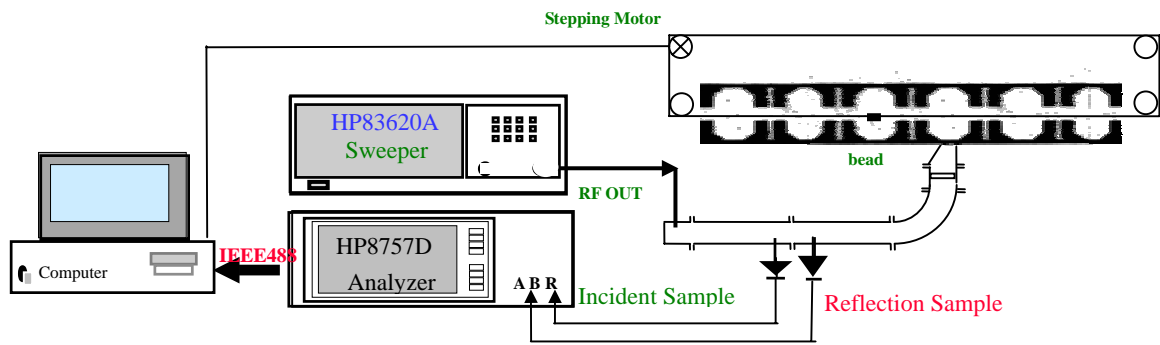 Stepping Motor
HP83620A
Sweeper
bead
RF OUT
IEEE488
HP8757D
Analyzer
Computer
A B R
Incident Sample
Reflection Sample